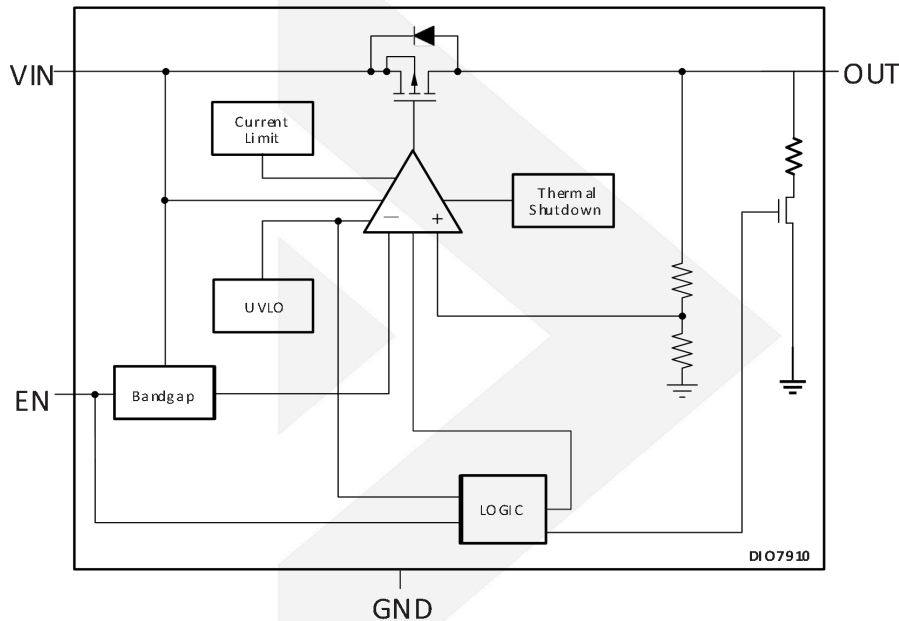 VIN
OUT
Current
Limit
Thermal
Shutdown
− +
UVLO
EN
Bandgap
LOGIC
DIO7910
GND